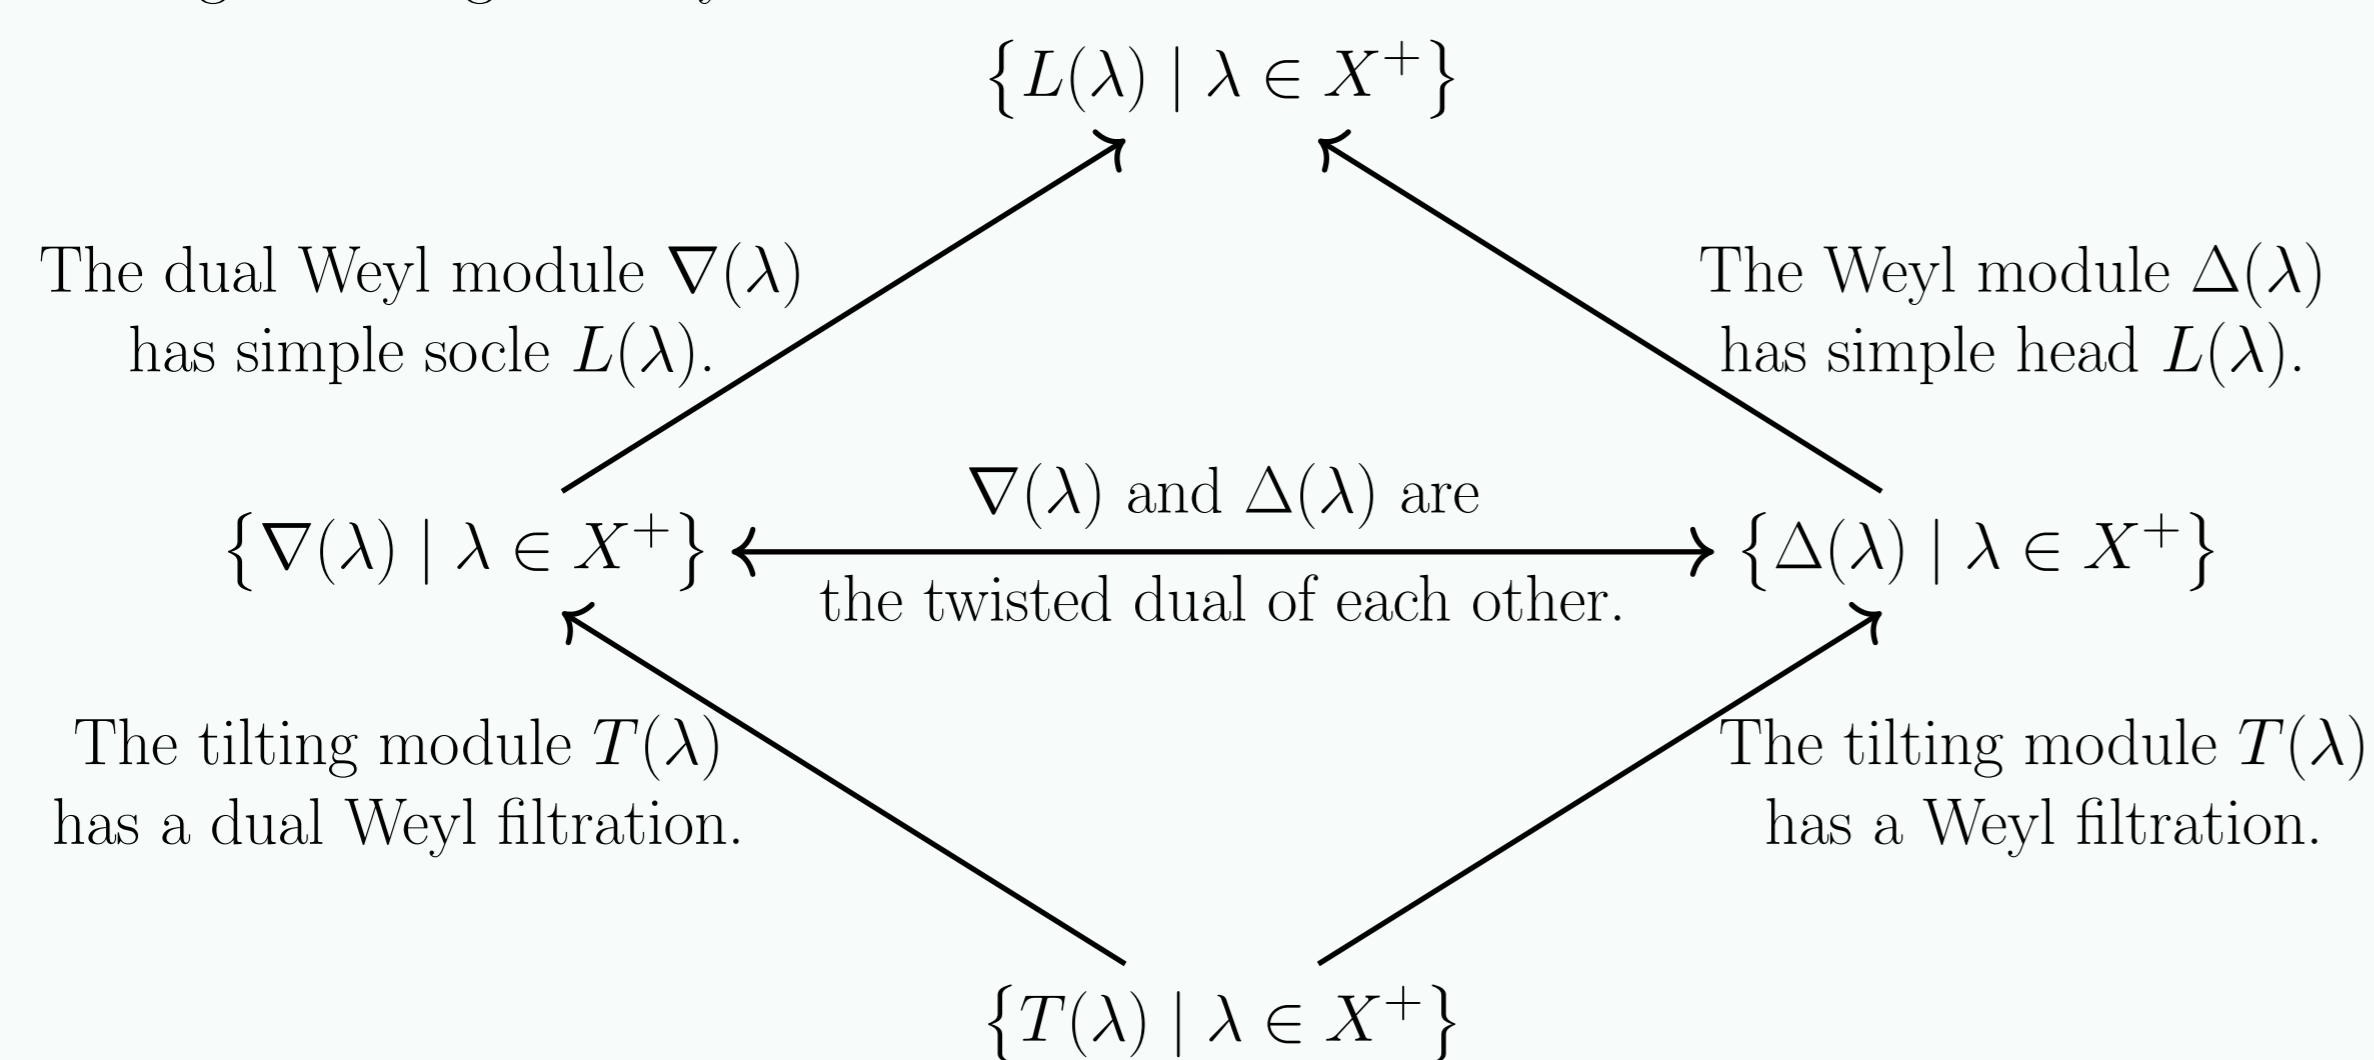 {L(λ) | λ ∈ X⁺}
The dual Weyl module ∇(λ)
has simple socle L(λ).
The Weyl module Δ(λ)
has simple head L(λ).
∇(λ) and Δ(λ) are
{∇(λ) | λ ∈ X⁺}
{Δ(λ) | λ ∈ X⁺}
the twisted dual of each other.
The tilting module T(λ)
has a dual Weyl filtration.
The tilting module T(λ)
has a Weyl filtration.
{T(λ) | λ ∈ X⁺}